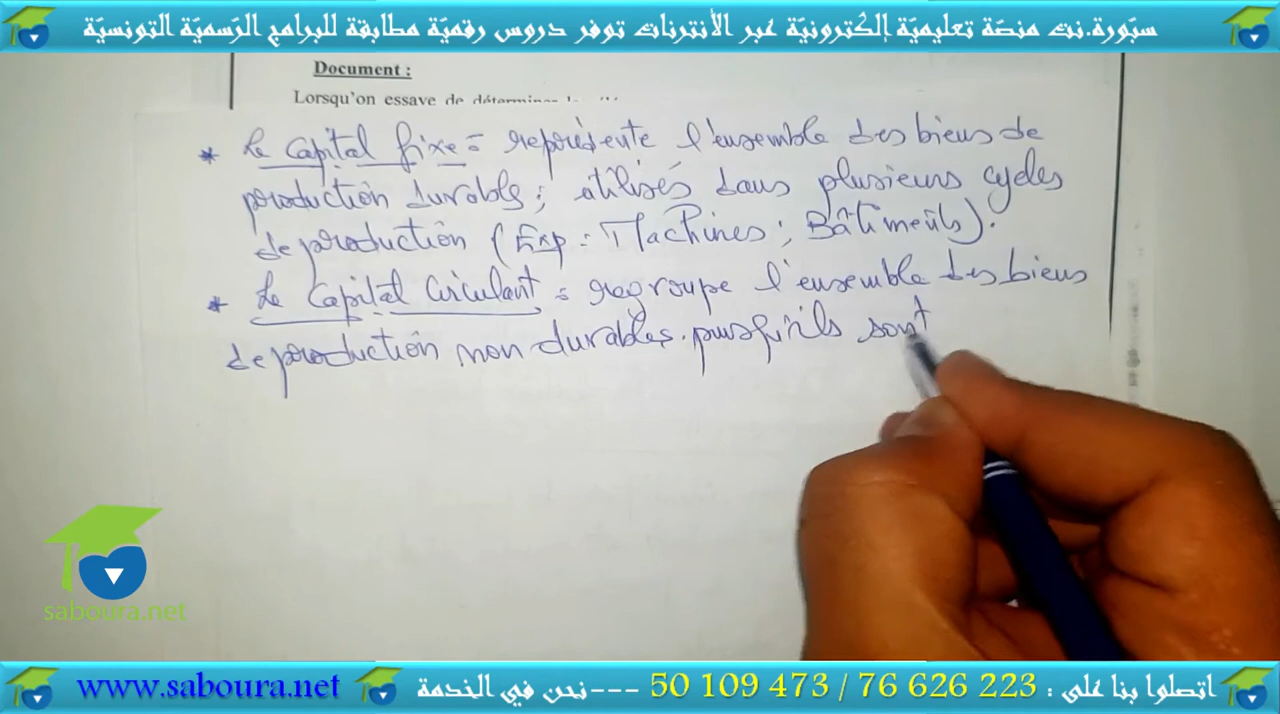 سبّورة.نت منصّة تعليميّة إلكترونيّة عبر الأنترنات توفر دروس رقميّة مطابقة للبرامج الرّسميّة التونسيّة
Document :
Lorsqu'on essaye de déterminer
* Le Capital fixe = représente l'ensemble des biens de
production durable; utilisés dans plusieurs cycles
de production (Exp : Machines; Bâtiments).
* Le Capital Circulant = regroupe l'ensemble des biens
de production non durables. puisqu'ils sont
saboura.net
www.saboura.net اتصلوا بنا على : 50 109 473 / 76 626 223 ---نحن في الخدمة